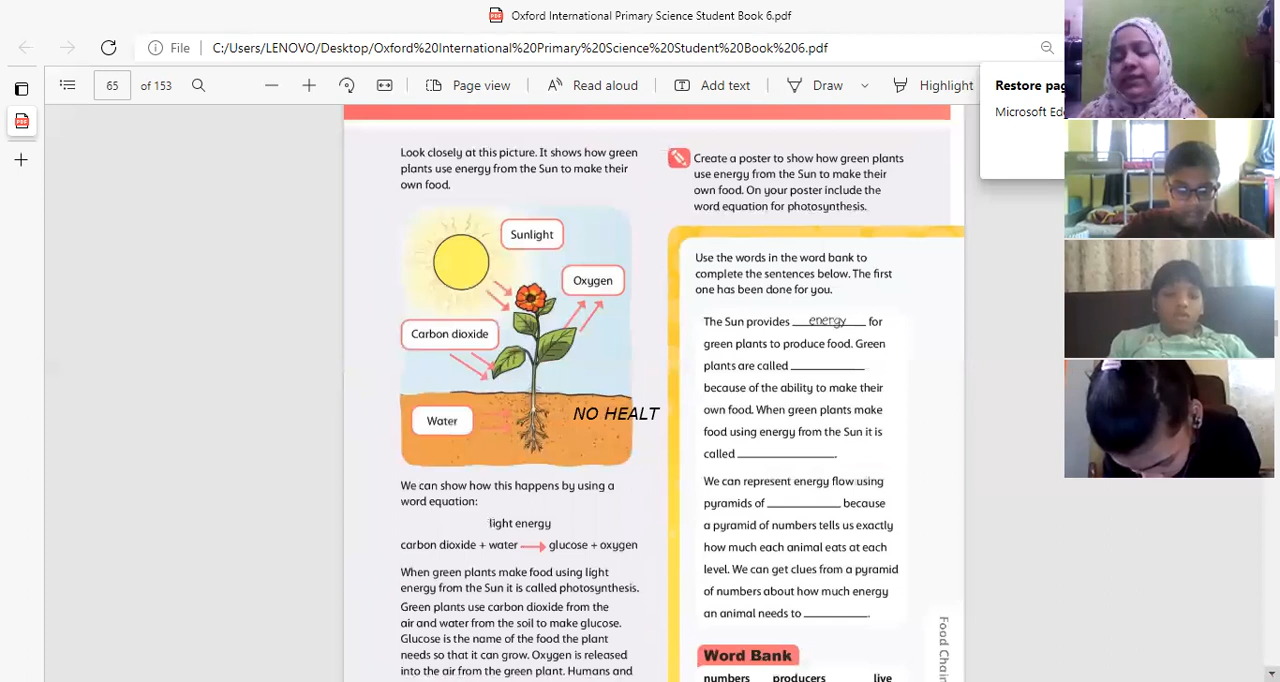 Oxford International Primary Science Student Book 6.pdf
File
C:/Users/LENOVO/Desktop/Oxford%20International%20Primary%20Science%20Student%20Book%206.pdf
65 of 153
Page view
Read aloud
Add text
Draw
Highlight
Restore pag
Microsoft Ed
Look closely at this picture. It shows how green
plants use energy from the Sun to make their
own food.
Sunlight
Oxygen
Carbon dioxide
Water
NO HEALT
We can show how this happens by using a
word equation:
light energy
carbon dioxide + water → glucose + oxygen
When green plants make food using light
energy from the Sun it is called photosynthesis.
Green plants use carbon dioxide from the
air and water from the soil to make glucose.
Glucose is the name of the food the plant
needs so that it can grow. Oxygen is released
into the air from the green plant. Humans and
Create a poster to show how green plants
use energy from the Sun to make their
own food. On your poster include the
word equation for photosynthesis.
Use the words in the word bank to
complete the sentences below. The first
one has been done for you.
The Sun provides energy for
green plants to produce food. Green
plants are called ____________
because of the ability to make their
own food. When green plants make
food using energy from the Sun it is
called ________________.
We can represent energy flow using
pyramids of ____________ because
a pyramid of numbers tells us exactly
how much each animal eats at each
level. We can get clues from a pyramid
of numbers about how much energy
an animal needs to __________.
Word Bank
numbers producers live
Food Chain